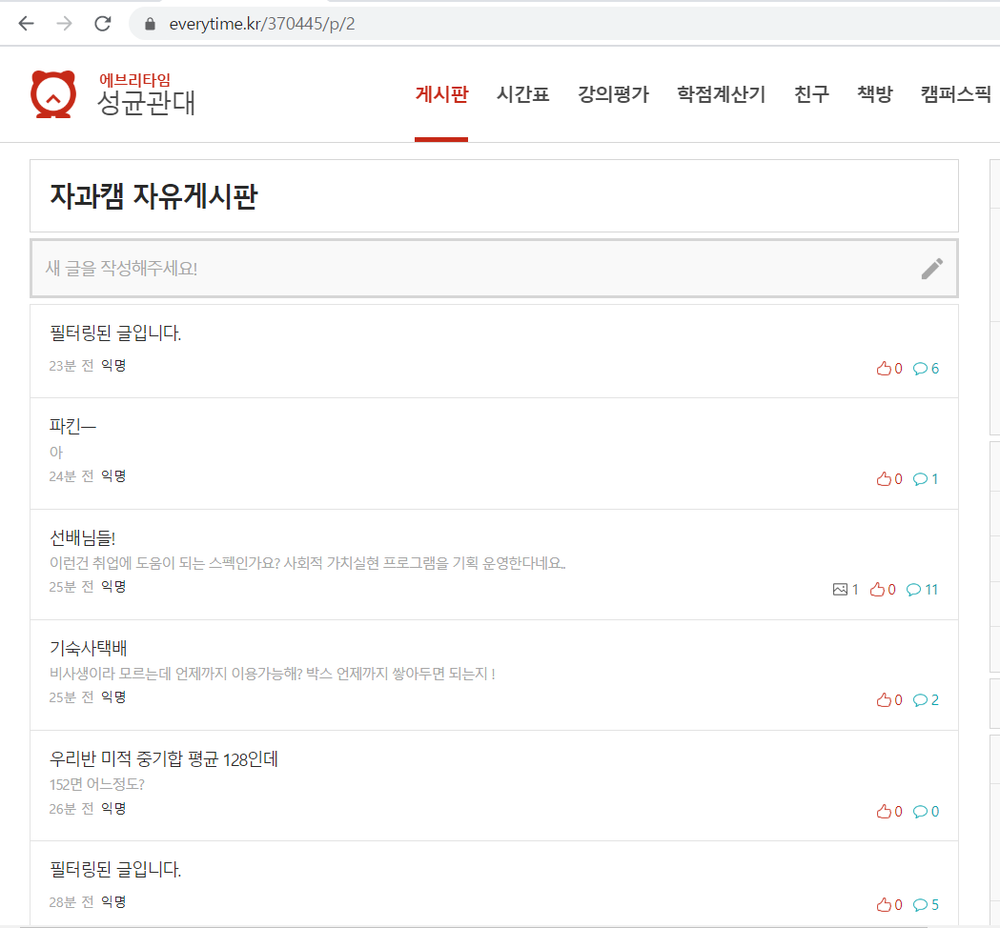 everytime.kr/370445/p/2
에브리타임
성균관대
게시판 시간표 강의평가 학점계산기 친구 책방 캠퍼스픽
자과캠 자유게시판
새 글을 작성해주세요!
필터링된 글입니다.
23분 전 익명 0 6
파킨ㅡ
아
24분 전 익명 0 1
선배님들!
이런건 취업에 도움이 되는 스펙인가요? 사회적 가치실현 프로그램을 기획 운영한다네요..
25분 전 익명 1 0 11
기숙사택배
비사생이라 모르는데 언제까지 이용가능해? 박스 언제까지 쌓아두면 되는지 !
25분 전 익명 0 2
우리반 미적 중기합 평균 128인데
152면 어느정도?
26분 전 익명 0 0
필터링된 글입니다.
28분 전 익명 0 5